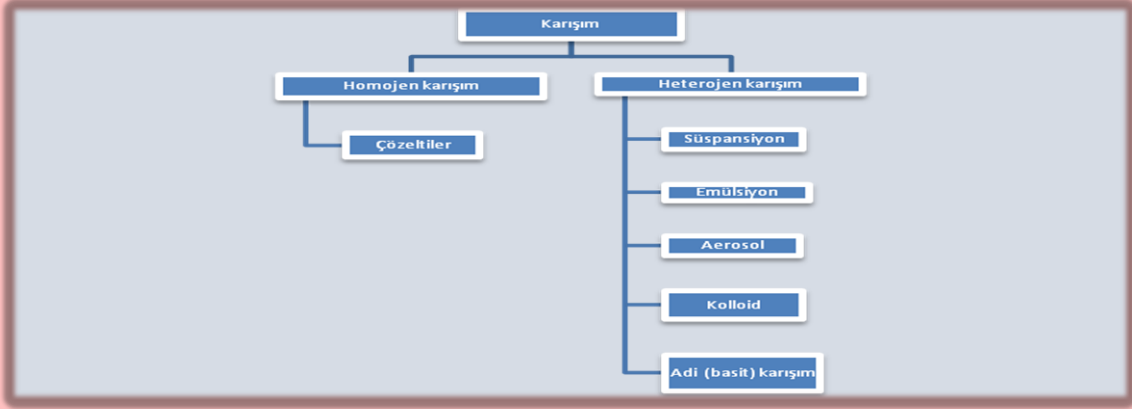 Karışım
Homojen karışım
Heterojen karışım
Çözeltiler
Süspansiyon
Emülsiyon
Aerosol
Kolloid
Adi (basit) karışım